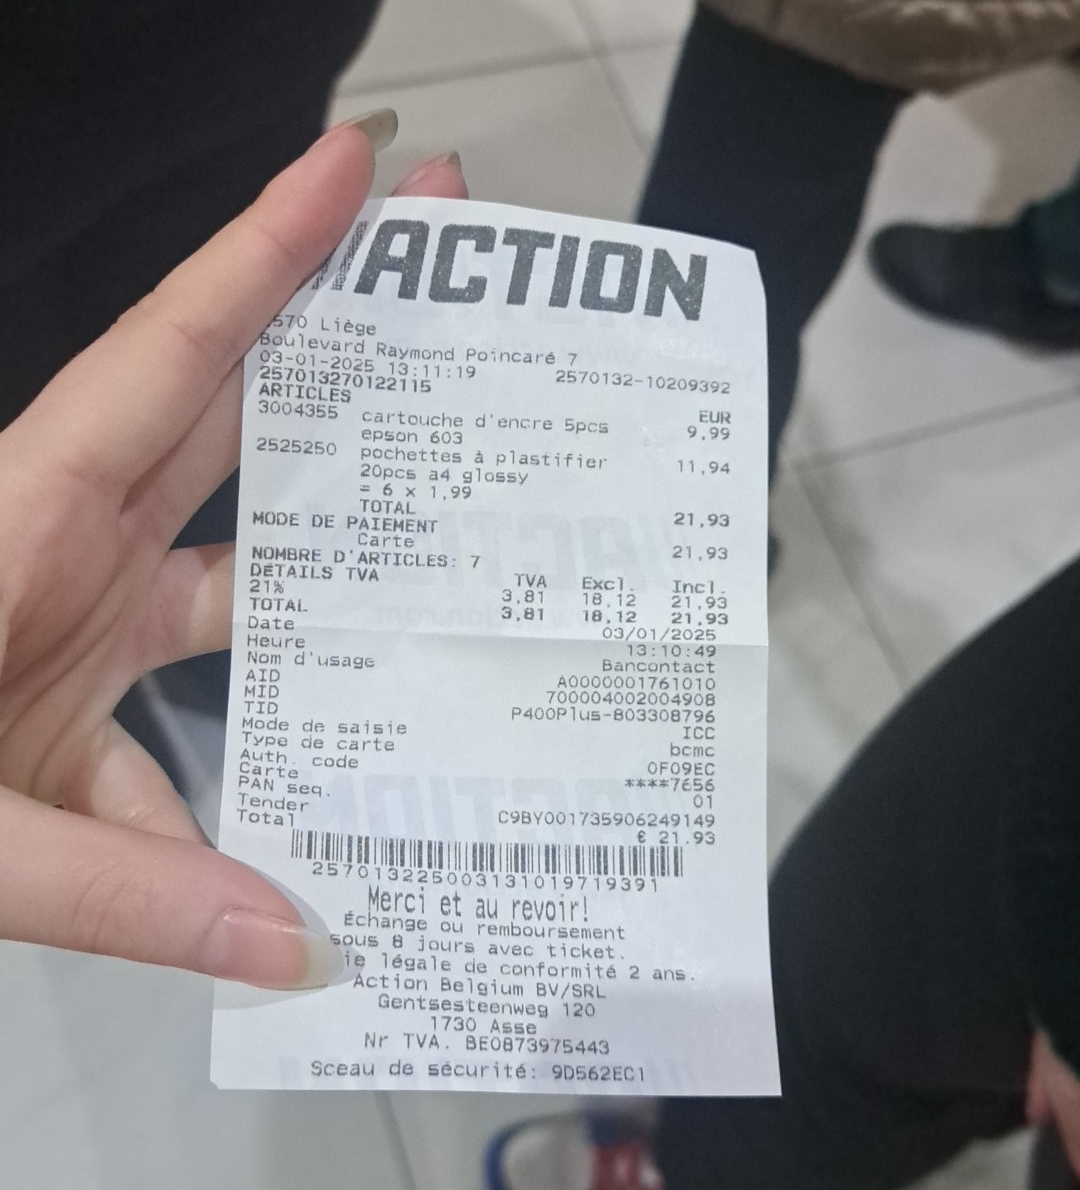 ACTION
2570 Liège
Boulevard Raymond Poincaré 7
03-01-2025 13:11:19 2570132-10209392
257013270122115
ARTICLES EUR
3004355 cartouche d'encre 5pcs 9,99
epson 603
2525250 pochettes à plastifier 11,94
20pcs a4 glossy
= 6 x 1,99
TOTAL 21,93
MODE DE PAIEMENT
Carte 21,93
NOMBRE D'ARTICLES: 7
DÉTAILS TVA TVA Excl. Incl.
21% 3,81 18,12 21,93
TOTAL 3,81 18,12 21,93
Date 03/01/2025
Heure 13:10:49
Nom d'usage Bancontact
AID A0000001761010
MID 700004002004908
TID P400Plus-803308796
Mode de saisie ICC
Type de carte bcmc
Auth. code 0F09EC
Carte ****7656
PAN seq. 01
Tender C9BY001735906249149
Total € 21.93
2570132250031310197​19391
Merci et au revoir!
Échange ou remboursement
sous 8 jours avec ticket.
ie légale de conformité 2 ans.
Action Belgium BV/SRL
Gentsesteenweg 120
1730 Asse
Nr TVA. BE0873975443
Sceau de sécurité: 9D562EC1